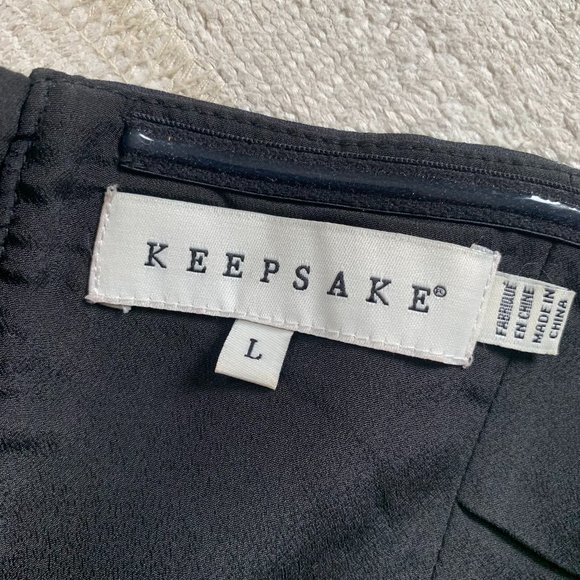 KEEPSAKE®
L
FABRIQUÉ
EN CHINE
MADE IN
CHINA